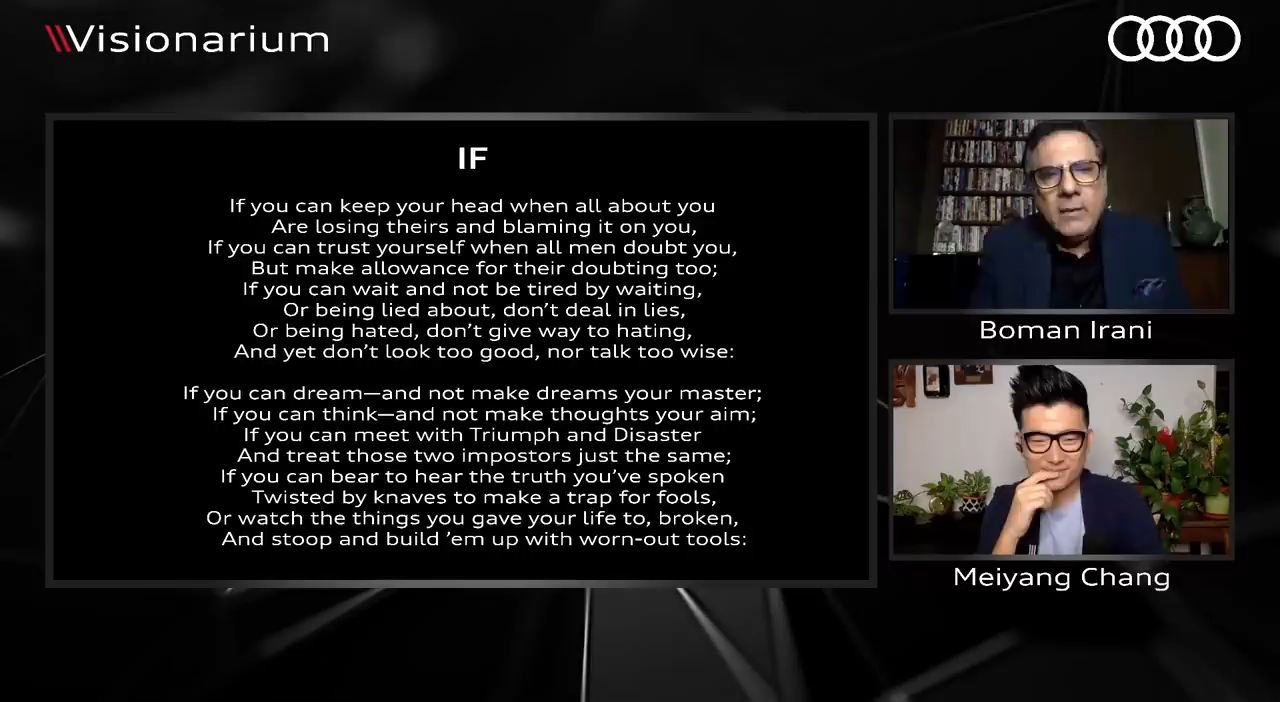 \\Visionarium
IF
If you can keep your head when all about you
Are losing theirs and blaming it on you,
If you can trust yourself when all men doubt you,
But make allowance for their doubting too;
If you can wait and not be tired by waiting,
Or being lied about, don’t deal in lies,
Or being hated, don’t give way to hating,
And yet don’t look too good, nor talk too wise:
If you can dream—and not make dreams your master;
If you can think—and not make thoughts your aim;
If you can meet with Triumph and Disaster
And treat those two impostors just the same;
If you can bear to hear the truth you’ve spoken
Twisted by knaves to make a trap for fools,
Or watch the things you gave your life to, broken,
And stoop and build ’em up with worn-out tools:
Boman Irani
Meiyang Chang